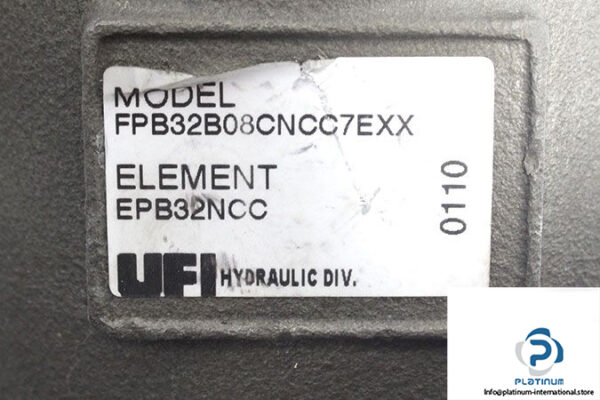 MODEL
FPB32B08CNCC7EXX
ELEMENT
EPB32NCC
0110
UFI HYDRAULIC DIV.
PLATINUM
Info@platinum-international.store